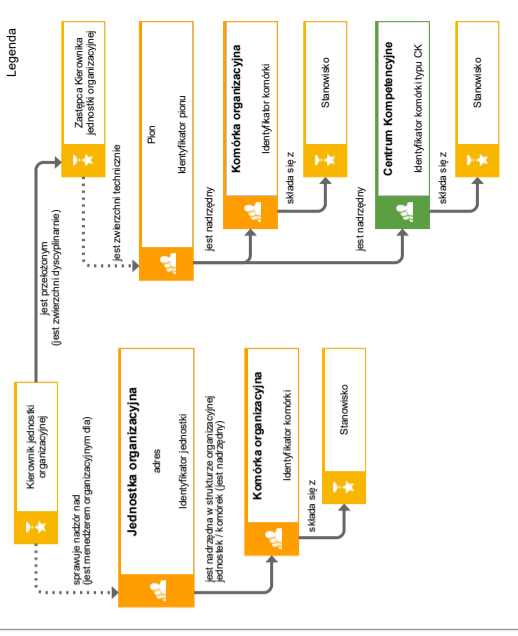 Legenda
Kierownik jednostki
organizacyjnej
jest przełożonym
(jest zwierzchni dyscyplinarnie)
Zastępca Kierownika
jednostki organizacyjnej
sprawuje nadzór nad
(jest menedżerem organizacyjnym dla)
jest zwierzchni technicznie
Jednostka organizacyjna
adres
Identyfikator jednostki
Pion
Identyfikator pionu
jest nadrzędna w strukturze organizacyjnej
jednostek / komórek (jest nadrzędny)
jest nadrzędny
Komórka organizacyjna
Identyfikator komórki
Komórka organizacyjna
Identyfikator komórki
składa się z
składa się z
Stanowisko
Stanowisko
jest nadrzędny
Centrum Kompetencyjne
Identyfikator komórki typu CK
składa się z
Stanowisko